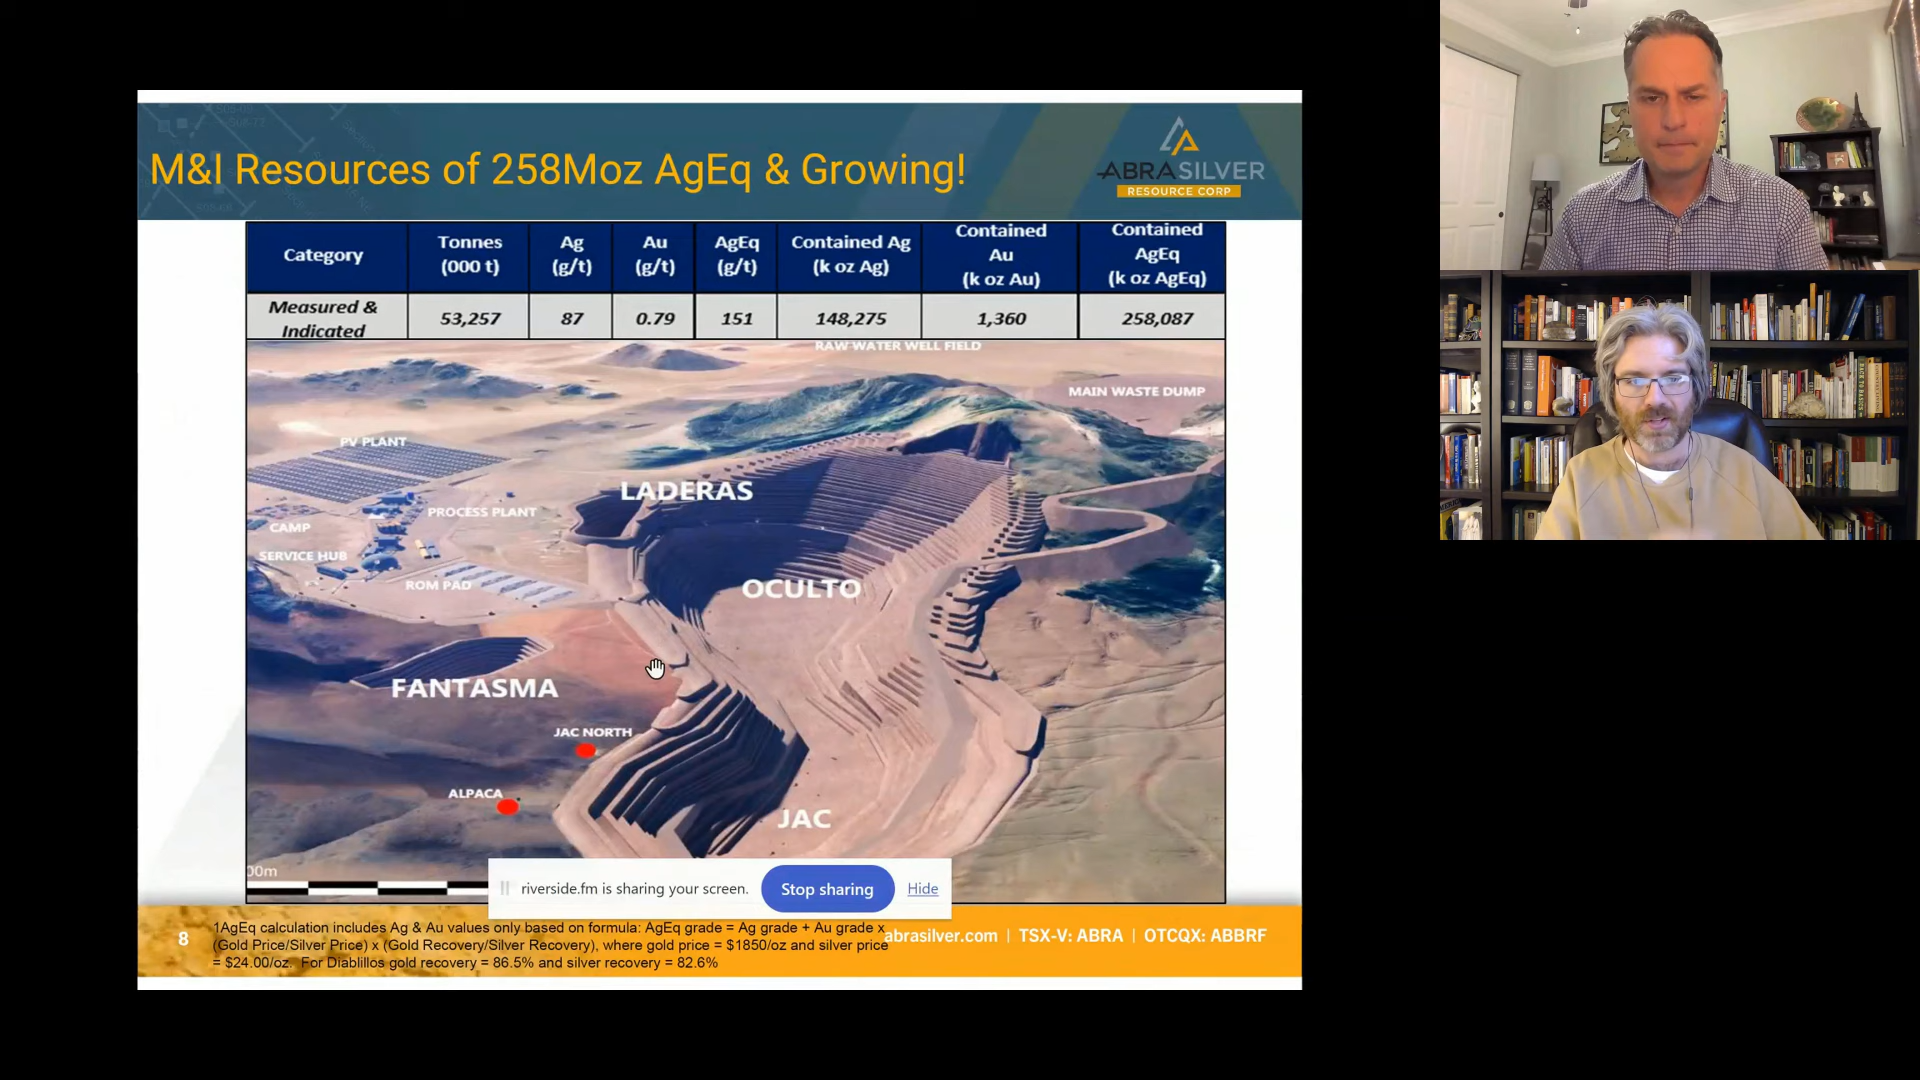 M&I Resources of 258Moz AgEq & Growing!
ABRASILVER
RESOURCE CORP
Category
Tonnes
(000 t)
Ag
(g/t)
Au
(g/t)
AgEq
(g/t)
Contained Ag
(k oz Ag)
Contained
Au
(k oz Au)
Contained
AgEq
(k oz AgEq)
Measured &
Indicated
53,257
87
0.79
151
148,275
1,360
258,087
RAW WATER WELL FIELD
MAIN WASTE DUMP
PV PLANT
LADERAS
PROCESS PLANT
CAMP
SERVICE HUB
ROM PAD
OCULTO
FANTASMA
JAC NORTH
ALPACA
JAC
00m
riverside.fm is sharing your screen.
Stop sharing
Hide
8
1AgEq calculation includes Ag & Au values only based on formula: AgEq grade = Ag grade + Au grade x
(Gold Price/Silver Price) x (Gold Recovery/Silver Recovery), where gold price = $1850/oz and silver price
= $24.00/oz. For Diablillos gold recovery = 86.5% and silver recovery = 82.6%
abrasilver.com | TSX-V: ABRA | OTCQX: ABBRF